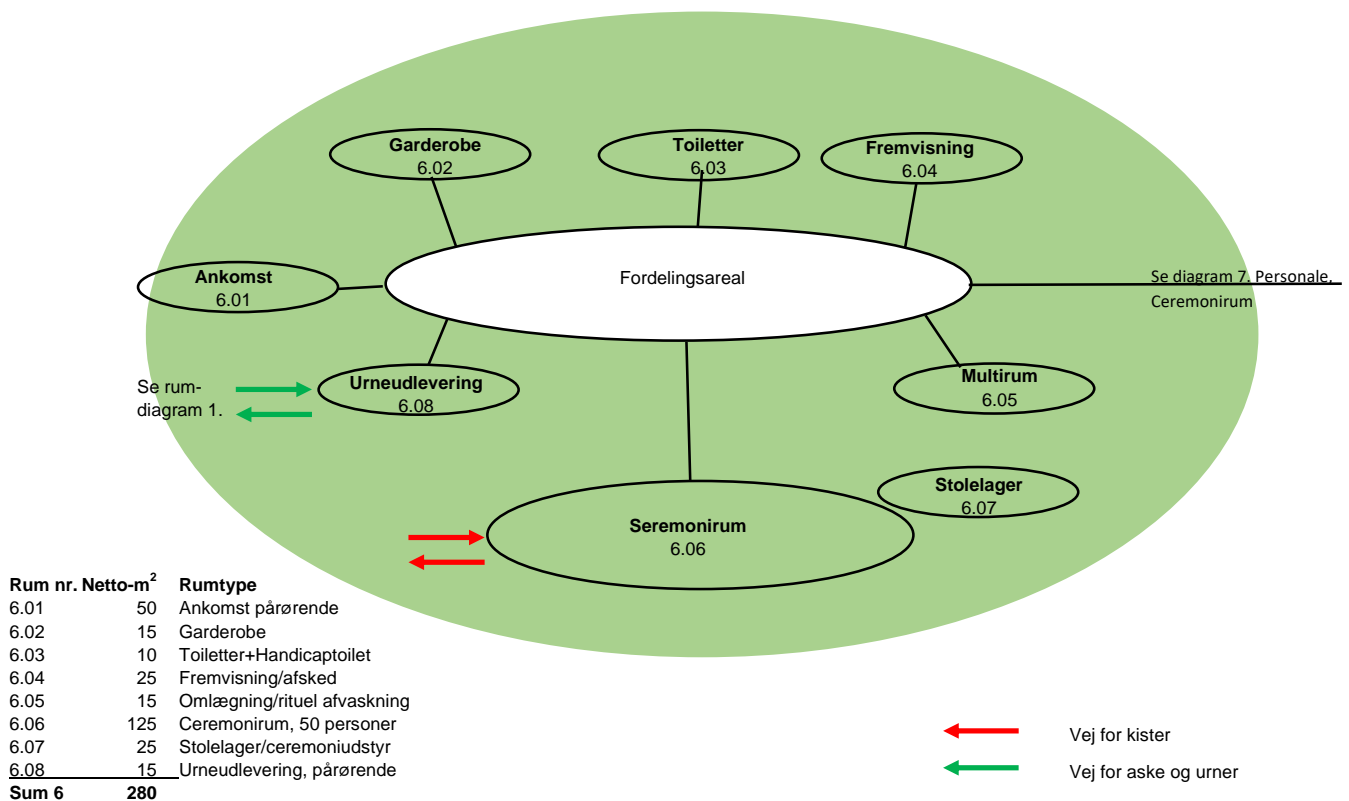 Garderobe
6.02
Toiletter
6.03
Fremvisning
6.04
Ankomst
6.01
Fordelingsareal
Se diagram 7. Personale,
Ceremonirum
Se rum-
diagram 1.
Urneudlevering
6.08
Multirum
6.05
Stolelager
6.07
Seremonirum
6.06
Rum nr. Netto-m² Rumtype
6.01 50 Ankomst pårørende
6.02 15 Garderobe
6.03 10 Toiletter+Handicaptoilet
6.04 25 Fremvisning/afsked
6.05 15 Omlægning/rituel afvaskning
6.06 125 Ceremonirum, 50 personer
6.07 25 Stolelager/ceremoniudstyr
6.08 15 Urneudlevering, pårørende
Sum 6 280
Vej for kister
Vej for aske og urner